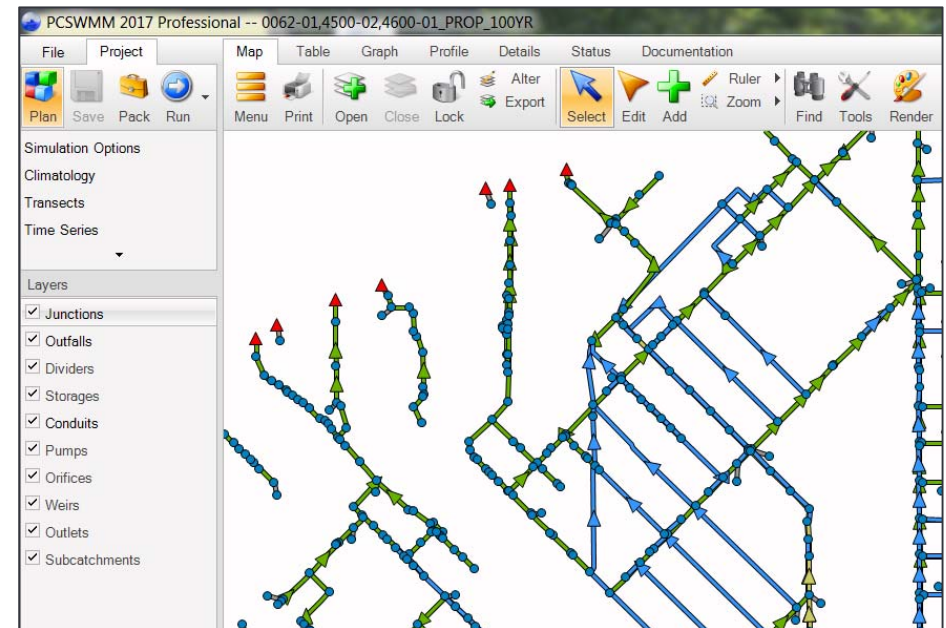 PCSWMM 2017 Professional -- 0062-01,4500-02,4600-01_PROP_100YR
File Project Map Table Graph Profile Details Status Documentation
Plan Save Pack Run Menu Print Open Close Lock Alter Export Select Edit Add Ruler Zoom Find Tools Render
Simulation Options
Climatology
Transects
Time Series
Layers
Junctions
Outfalls
Dividers
Storages
Conduits
Pumps
Orifices
Weirs
Outlets
Subcatchments